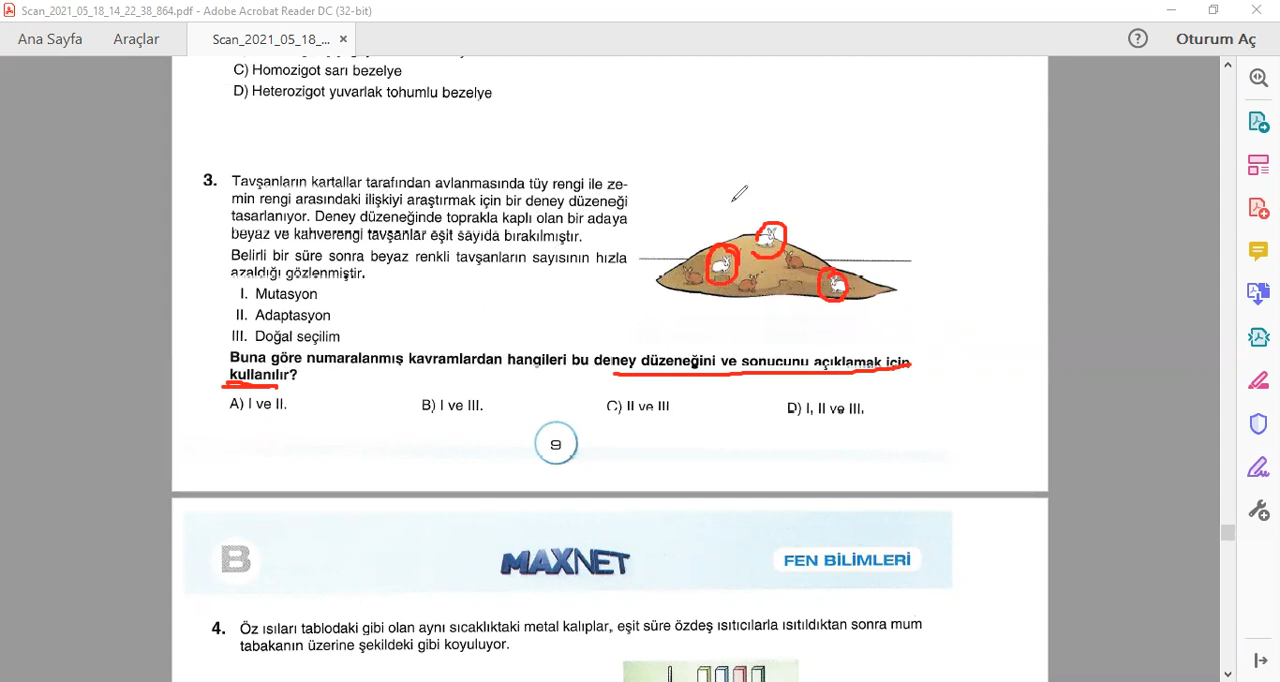 Scan_2021_05_18_14_22_38_864.pdf - Adobe Acrobat Reader DC (32-bit)
Ana Sayfa Araçlar Scan_2021_05_18_... × ? Oturum Aç
C) Homozigot sarı bezelye
D) Heterozigot yuvarlak tohumlu bezelye
3. Tavşanların kartallar tarafından avlanmasında tüy rengi ile ze-
min rengi arasındaki ilişkiyi araştırmak için bir deney düzeneği
tasarlanıyor. Deney düzeneğinde toprakla kaplı olan bir adaya
beyaz ve kahverengi tavşanlar eşit sayıda bırakılmıştır.
Belirli bir süre sonra beyaz renkli tavşanların sayısının hızla
azaldığı gözlenmiştir.
I. Mutasyon
II. Adaptasyon
III. Doğal seçilim
Buna göre numaralanmış kavramlardan hangileri bu deney düzeneğini ve sonucunu açıklamak için
kullanılır?
A) I ve II. B) I ve III. C) II ve III D) I, II ve III.
9
B MAXNET FEN BİLİMLERİ
4. Öz ısıları tablodaki gibi olan aynı sıcaklıktaki metal kalıplar, eşit süre özdeş ısıtıcılarla ısıtıldıktan sonra mum
tabakanın üzerine şekildeki gibi koyuluyor.